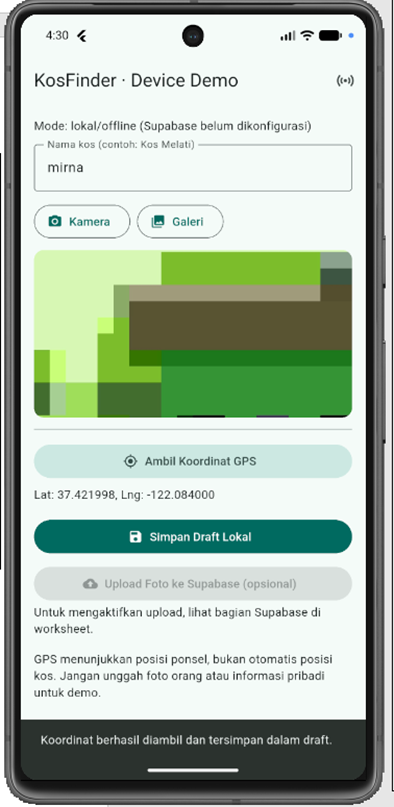 4:30
KosFinder · Device Demo
Mode: lokal/offline (Supabase belum dikonfigurasi)
Nama kos (contoh: Kos Melati)
mirna
Kamera
Galeri
Ambil Koordinat GPS
Lat: 37.421998, Lng: -122.084000
Simpan Draft Lokal
Upload Foto ke Supabase (opsional)
Untuk mengaktifkan upload, lihat bagian Supabase di
worksheet.
GPS menunjukkan posisi ponsel, bukan otomatis posisi
kos. Jangan unggah foto orang atau informasi pribadi
untuk demo.
Koordinat berhasil diambil dan tersimpan dalam draft.